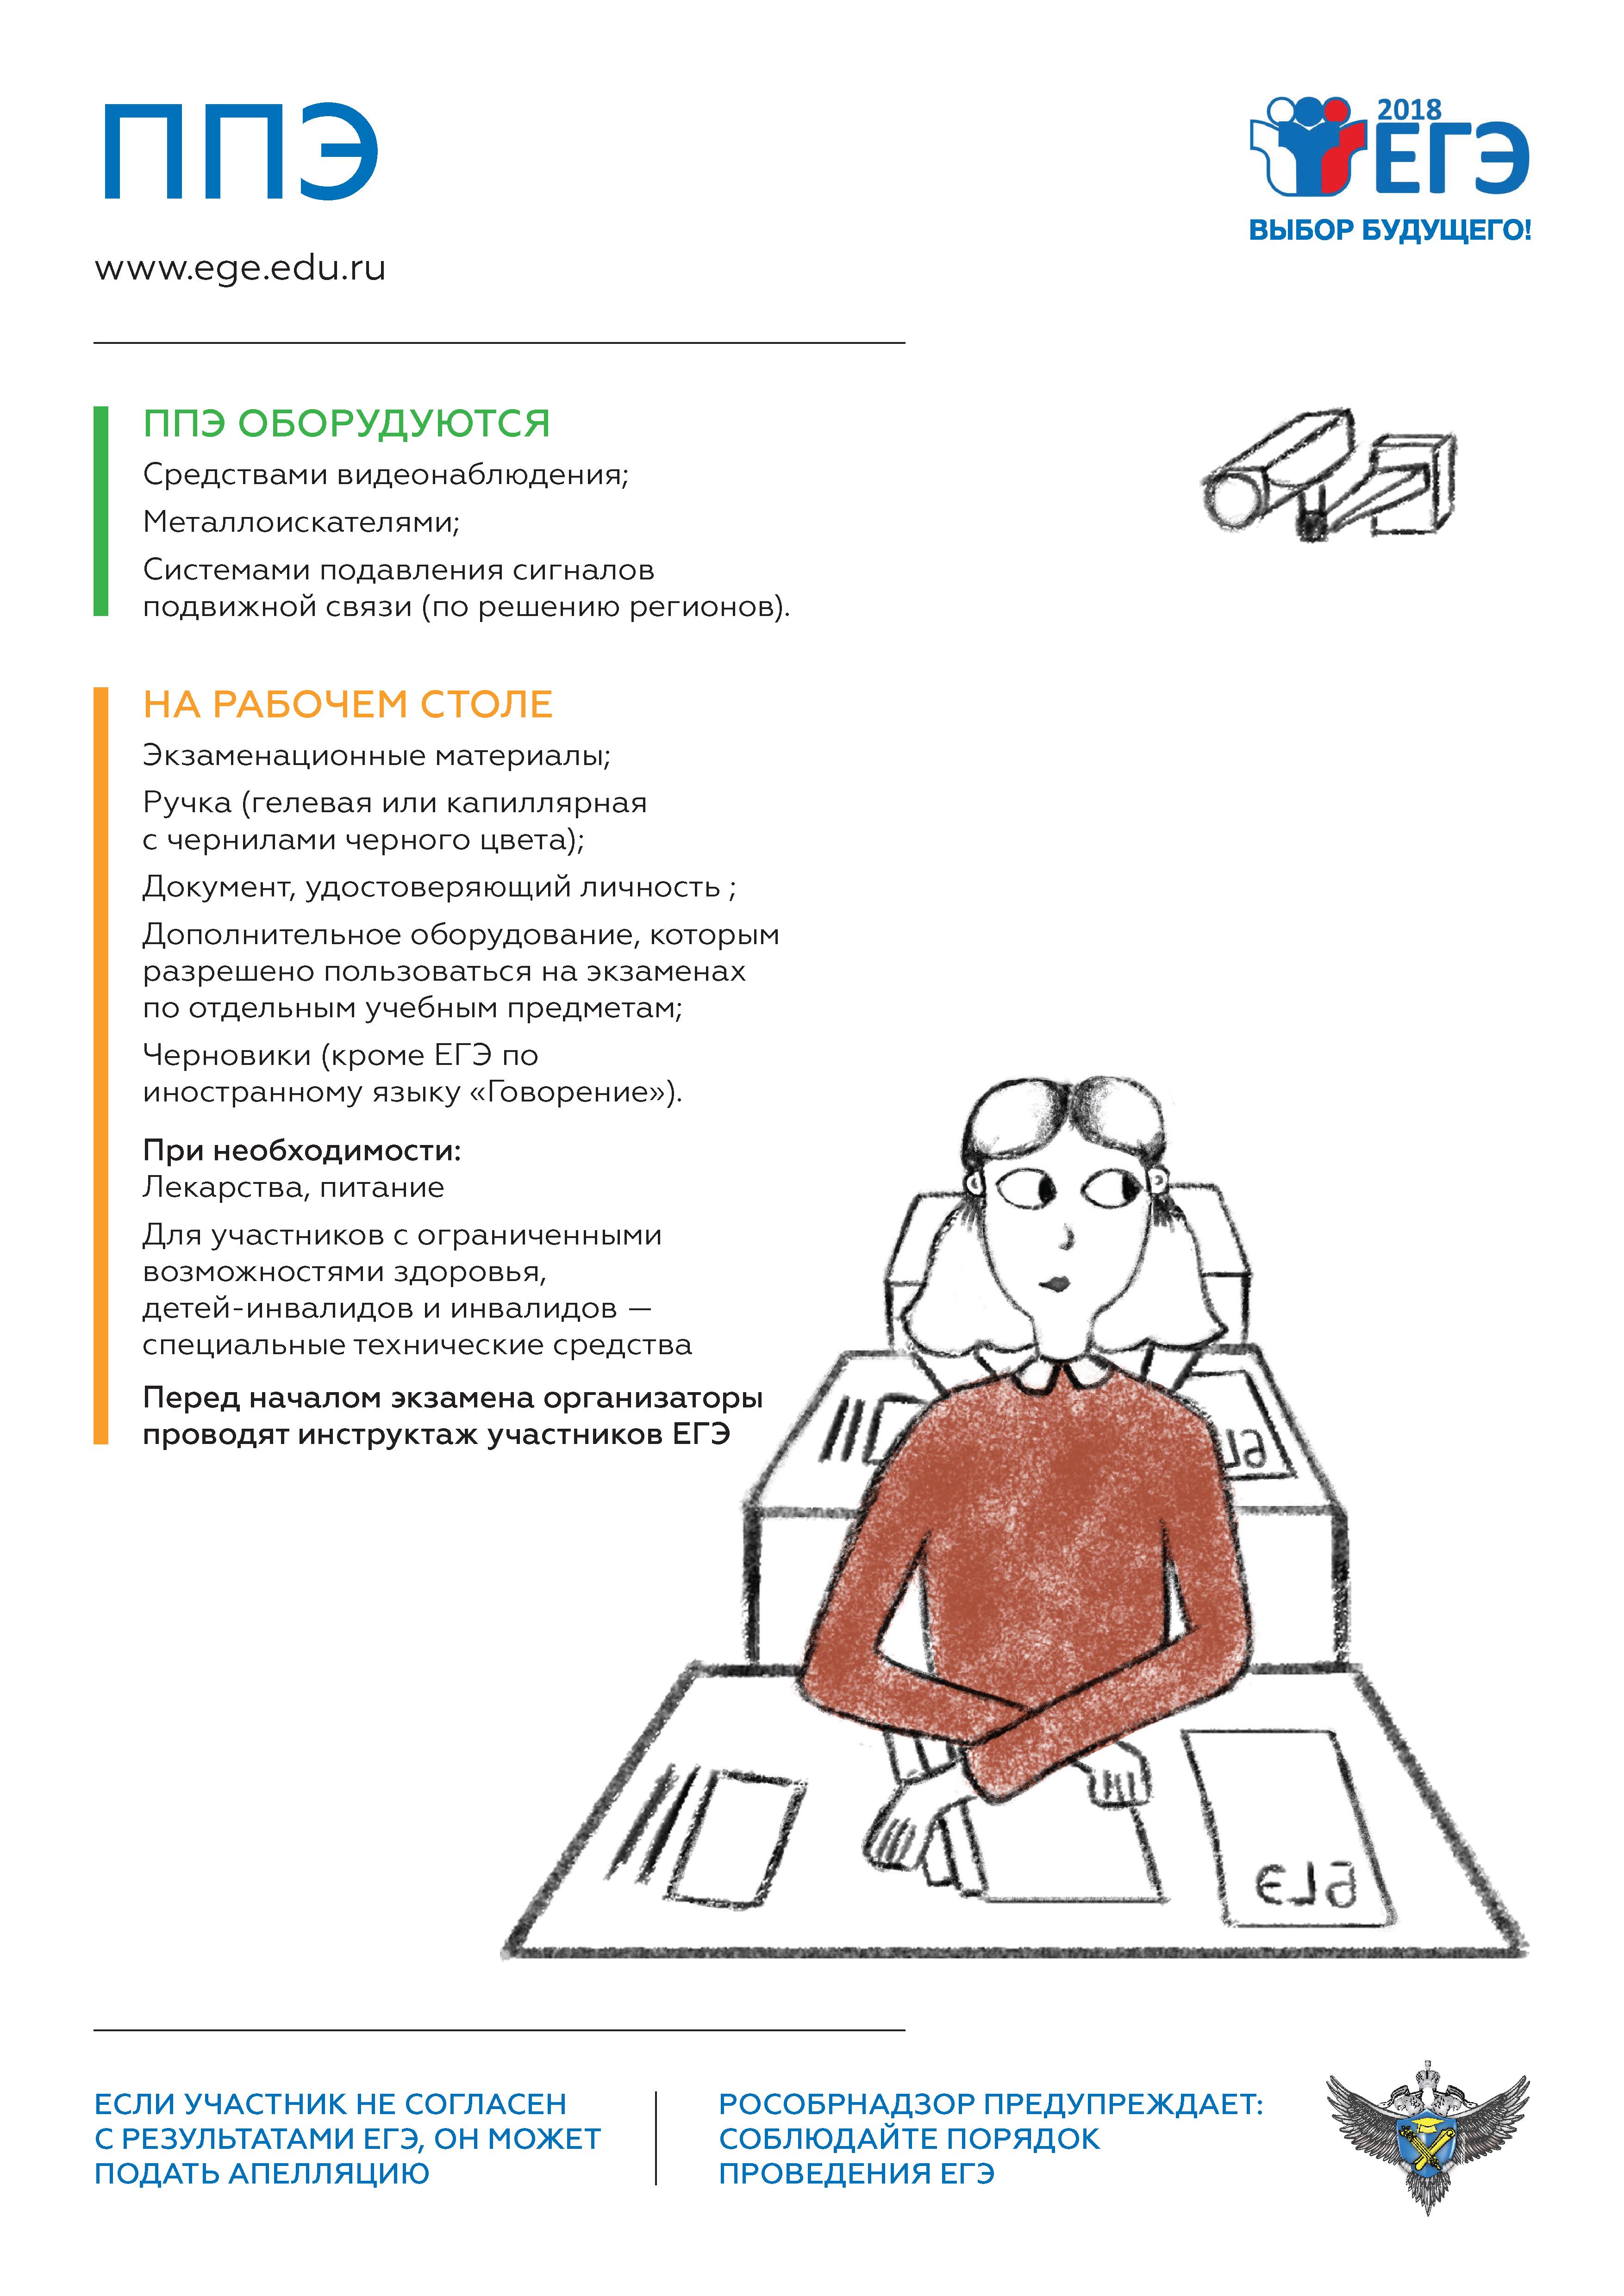 ППЭ
2018
ЕГЭ
ВЫБОР БУДУЩЕГО!
www.ege.edu.ru
ППЭ ОБОРУДУЮТСЯ
Средствами видеонаблюдения;
Металлоискателями;
Системами подавления сигналов
подвижной связи (по решению регионов).
НА РАБОЧЕМ СТОЛЕ
Экзаменационные материалы;
Ручка (гелевая или капиллярная
с чернилами черного цвета);
Документ, удостоверяющий личность ;
Дополнительное оборудование, которым
разрешено пользоваться на экзаменах
по отдельным учебным предметам;
Черновики (кроме ЕГЭ по
иностранному языку «Говорение»).
При необходимости:
Лекарства, питание
Для участников с ограниченными
возможностями здоровья,
детей-инвалидов и инвалидов —
специальные технические средства
Перед началом экзамена организаторы
проводят инструктаж участников ЕГЭ
егэ
ЕСЛИ УЧАСТНИК НЕ СОГЛАСЕН
С РЕЗУЛЬТАТАМИ ЕГЭ, ОН МОЖЕТ
ПОДАТЬ АПЕЛЛЯЦИЮ
РОСОБРНАДЗОР ПРЕДУПРЕЖДАЕТ:
СОБЛЮДАЙТЕ ПОРЯДОК
ПРОВЕДЕНИЯ ЕГЭ